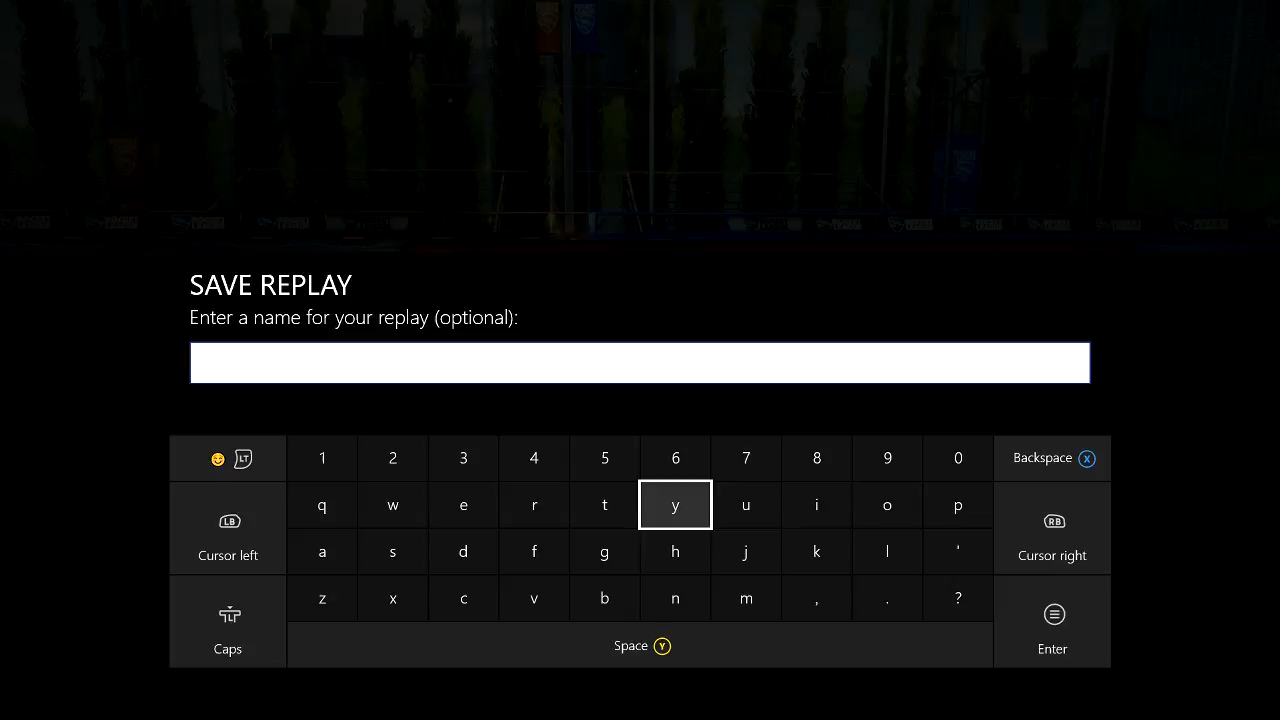 SAVE REPLAY
Enter a name for your replay (optional):
LT 1 2 3 4 5 6 7 8 9 0 Backspace X
q w e r t y u i o p
LB Cursor left a s d f g h j k l ' RB Cursor right
z x c v b n m , . ?
LT Caps Space Y Enter